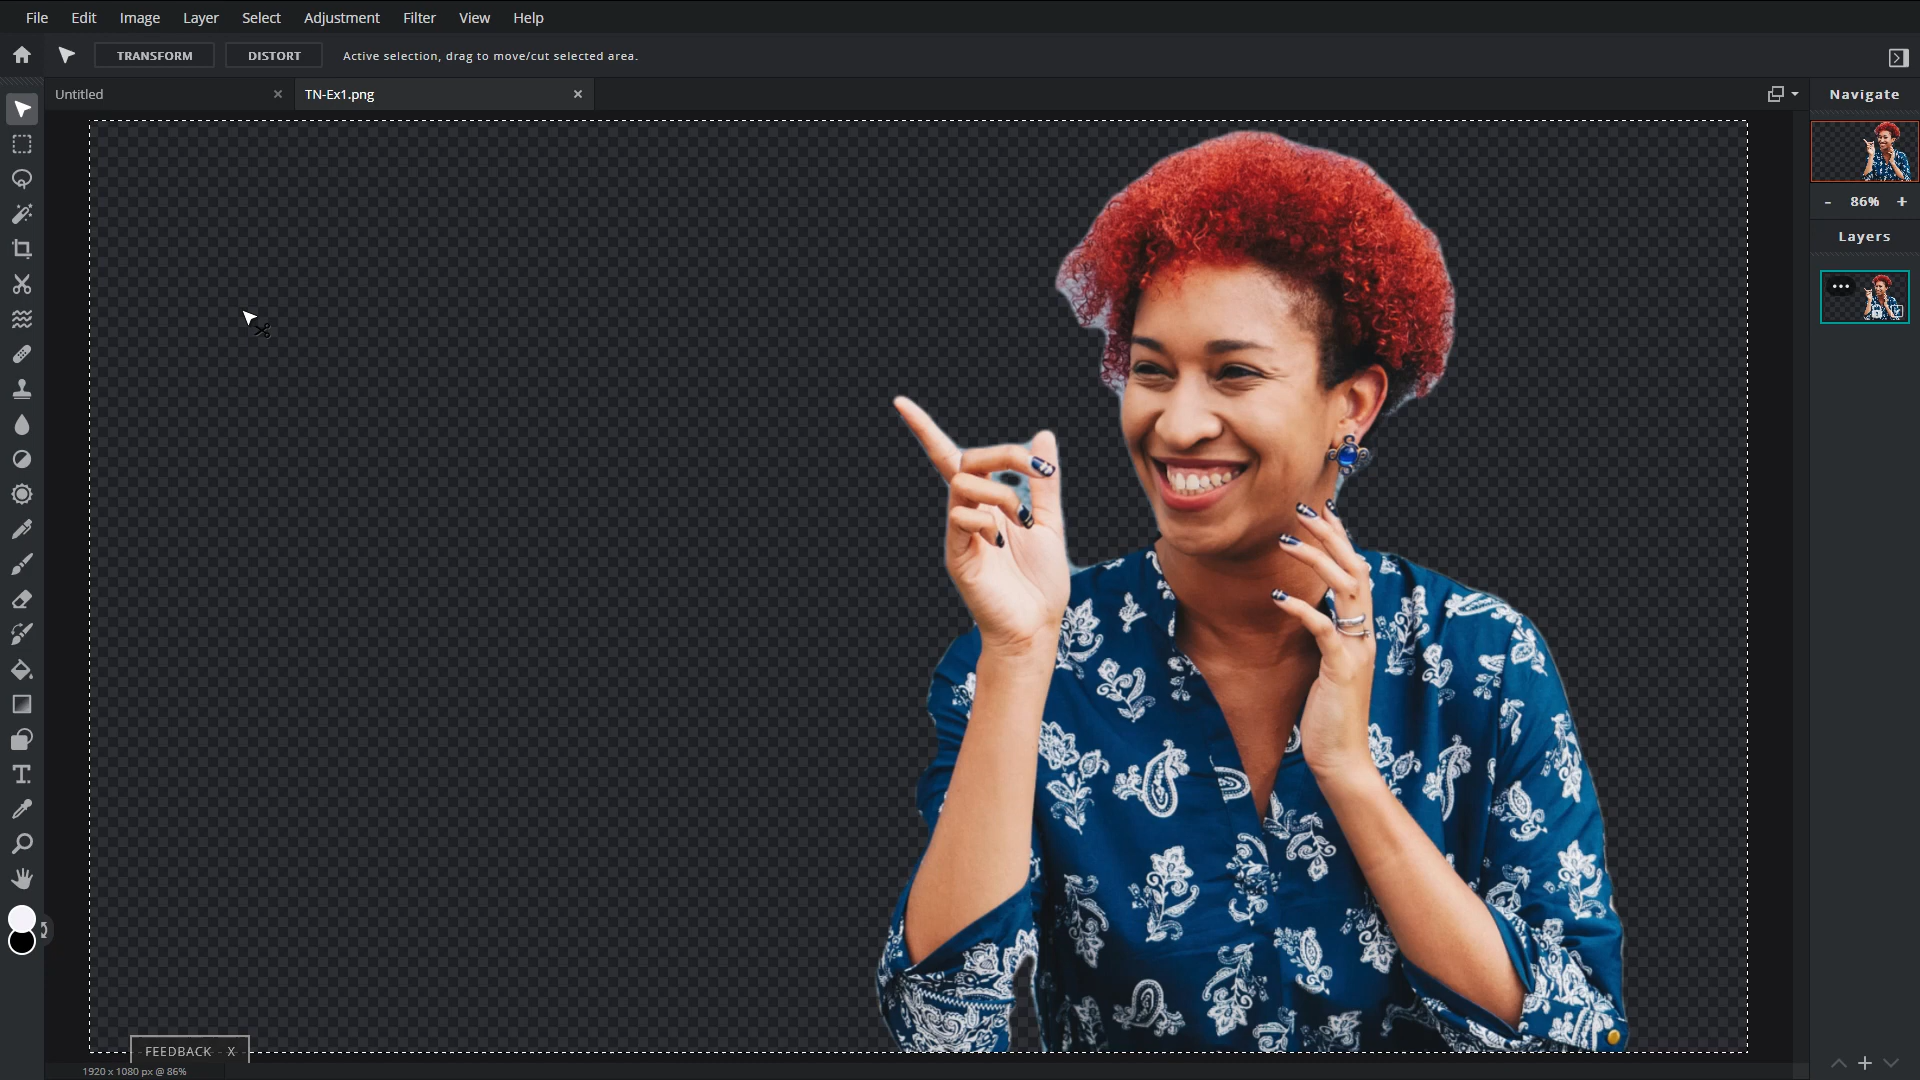 File Edit Image Layer Select Adjustment Filter View Help
TRANSFORM DISTORT Active selection, drag to move/cut selected area.
Untitled TN-Ex1.png
Navigate
- 86% +
Layers
FEEDBACK X
1920 x 1080 px @ 86%